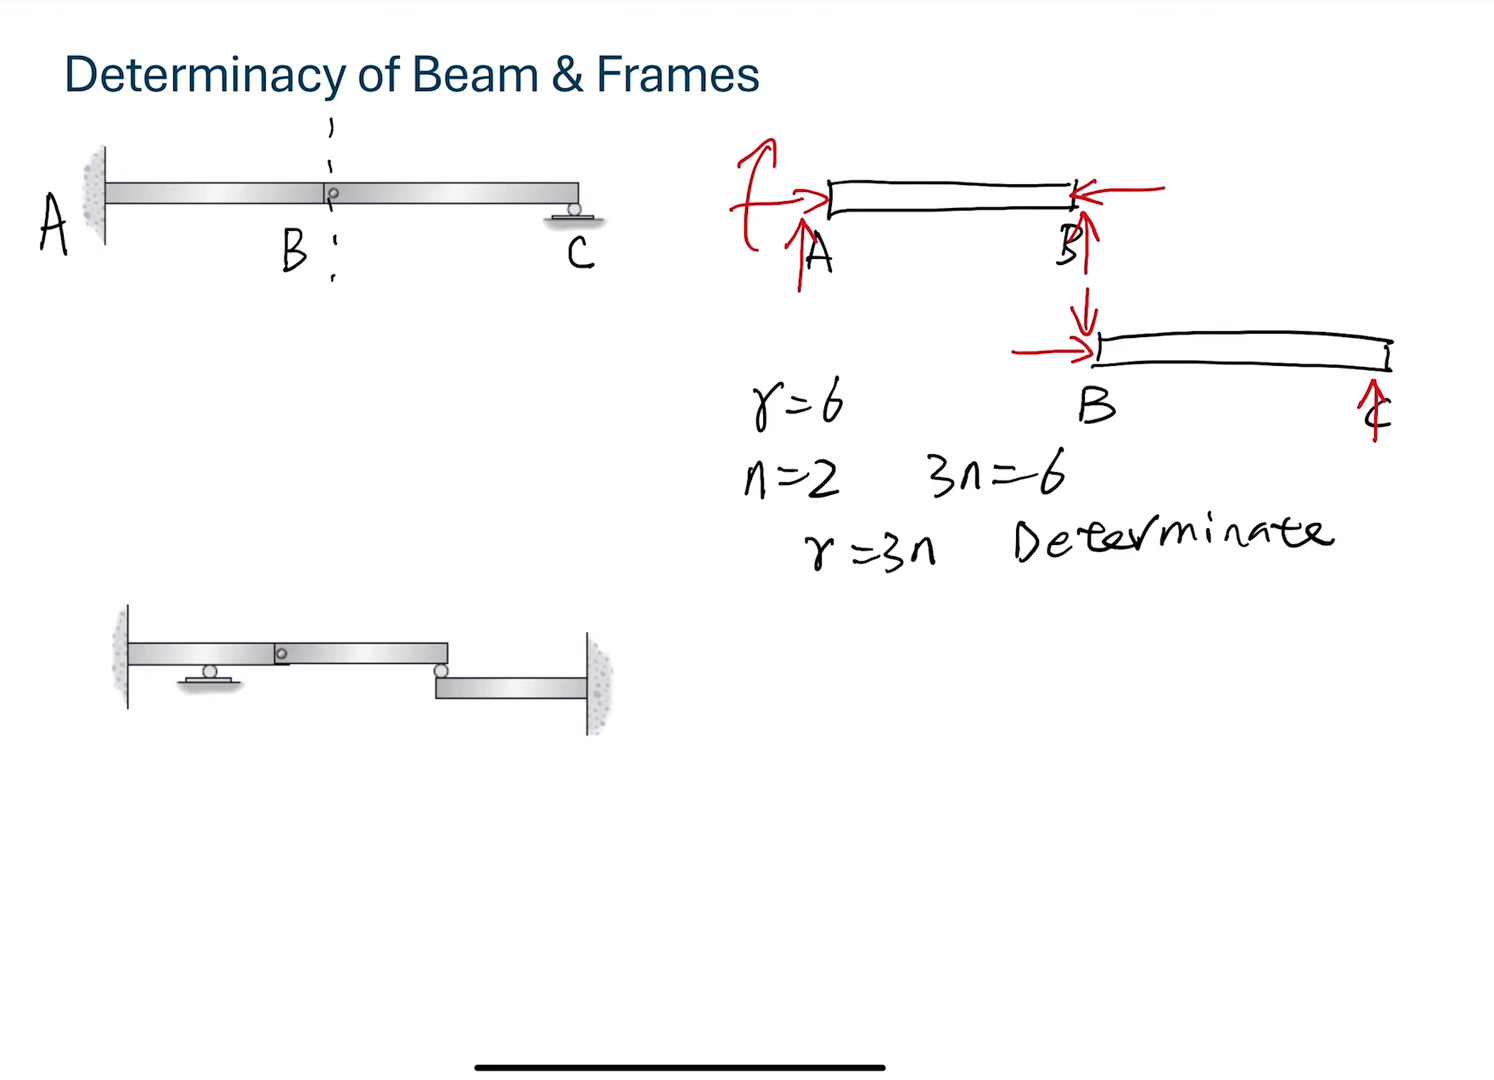 Determinacy of Beam & Frames
A B C
A B
B C
r = 6
n = 2 3n = 6
r = 3n Determinate